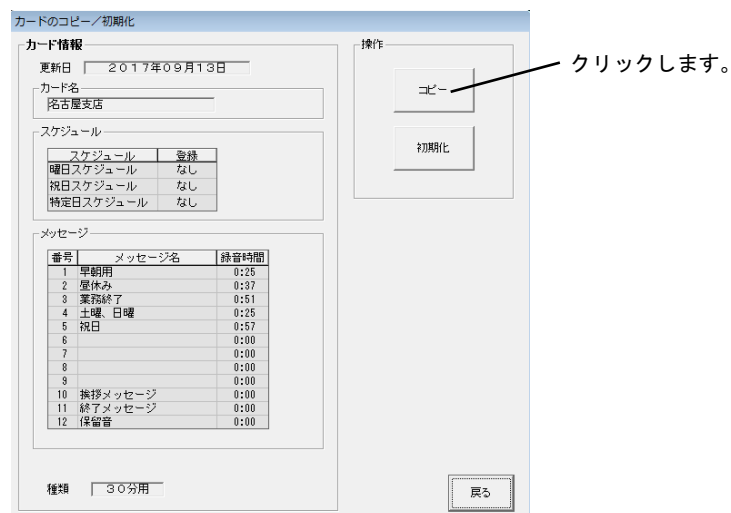 カードのコピー／初期化
カード情報
更新日 ２０１７年０９月１３日
カード名
名古屋支店
スケジュール
スケジュール 登録
曜日スケジュール なし
祝日スケジュール なし
特定日スケジュール なし
メッセージ
番号 メッセージ名 録音時間
1 早朝用 0:25
2 昼休み 0:37
3 業務終了 0:51
4 土曜、日曜 0:25
5 祝日 0:57
6 0:00
7 0:00
8 0:00
9 0:00
10 挨拶メッセージ 0:00
11 終了メッセージ 0:00
12 保留音 0:00
種類 ３０分用
操作
コピー
初期化
戻る
クリックします。